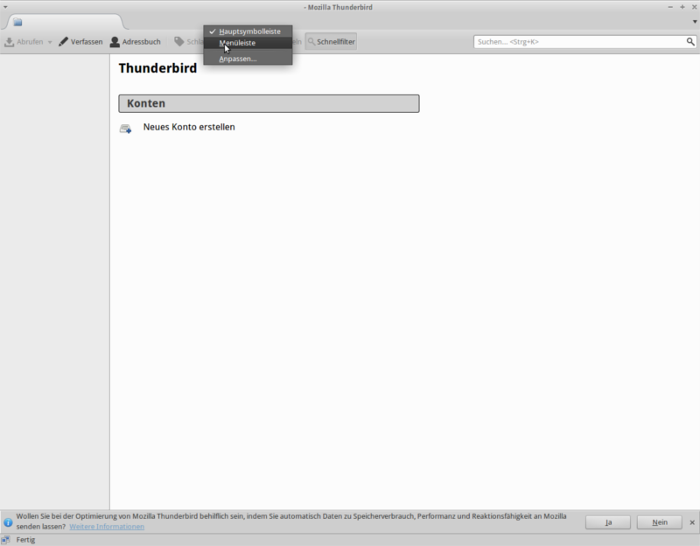 - Mozilla Thunderbird
Abrufen Verfassen Adressbuch Schnellfilter Suchen... <Strg+K>
Hauptsymbolleiste
Menüleiste
Anpassen...
Thunderbird
Konten
Neues Konto erstellen
Wollen Sie bei der Optimierung von Mozilla Thunderbird behilflich sein, indem Sie automatisch Daten zu Speicherverbrauch, Performanz und Reaktionsfähigkeit an Mozilla
senden lassen? Weitere Informationen
Ja Nein
Fertig